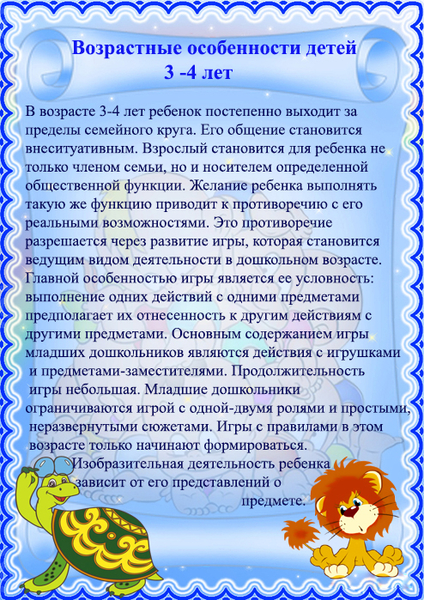 Возрастные особенности детей
3 -4 лет
В возрасте 3-4 лет ребенок постепенно выходит за
пределы семейного круга. Его общение становится
внеситуативным. Взрослый становится для ребенка не
только членом семьи, но и носителем определенной
общественной функции. Желание ребенка выполнять
такую же функцию приводит к противоречию с его
реальными возможностями. Это противоречие
разрешается через развитие игры, которая становится
ведущим видом деятельности в дошкольном возрасте.
Главной особенностью игры является ее условность:
выполнение одних действий с одними предметами
предполагает их отнесенность к другим действиям с
другими предметами. Основным содержанием игры
младших дошкольников являются действия с игрушками
и предметами-заместителями. Продолжительность
игры небольшая. Младшие дошкольники
ограничиваются игрой с одной-двумя ролями и простыми,
неразвернутыми сюжетами. Игры с правилами в этом
возрасте только начинают формироваться.
Изобразительная деятельность ребенка
зависит от его представлений о
предмете.